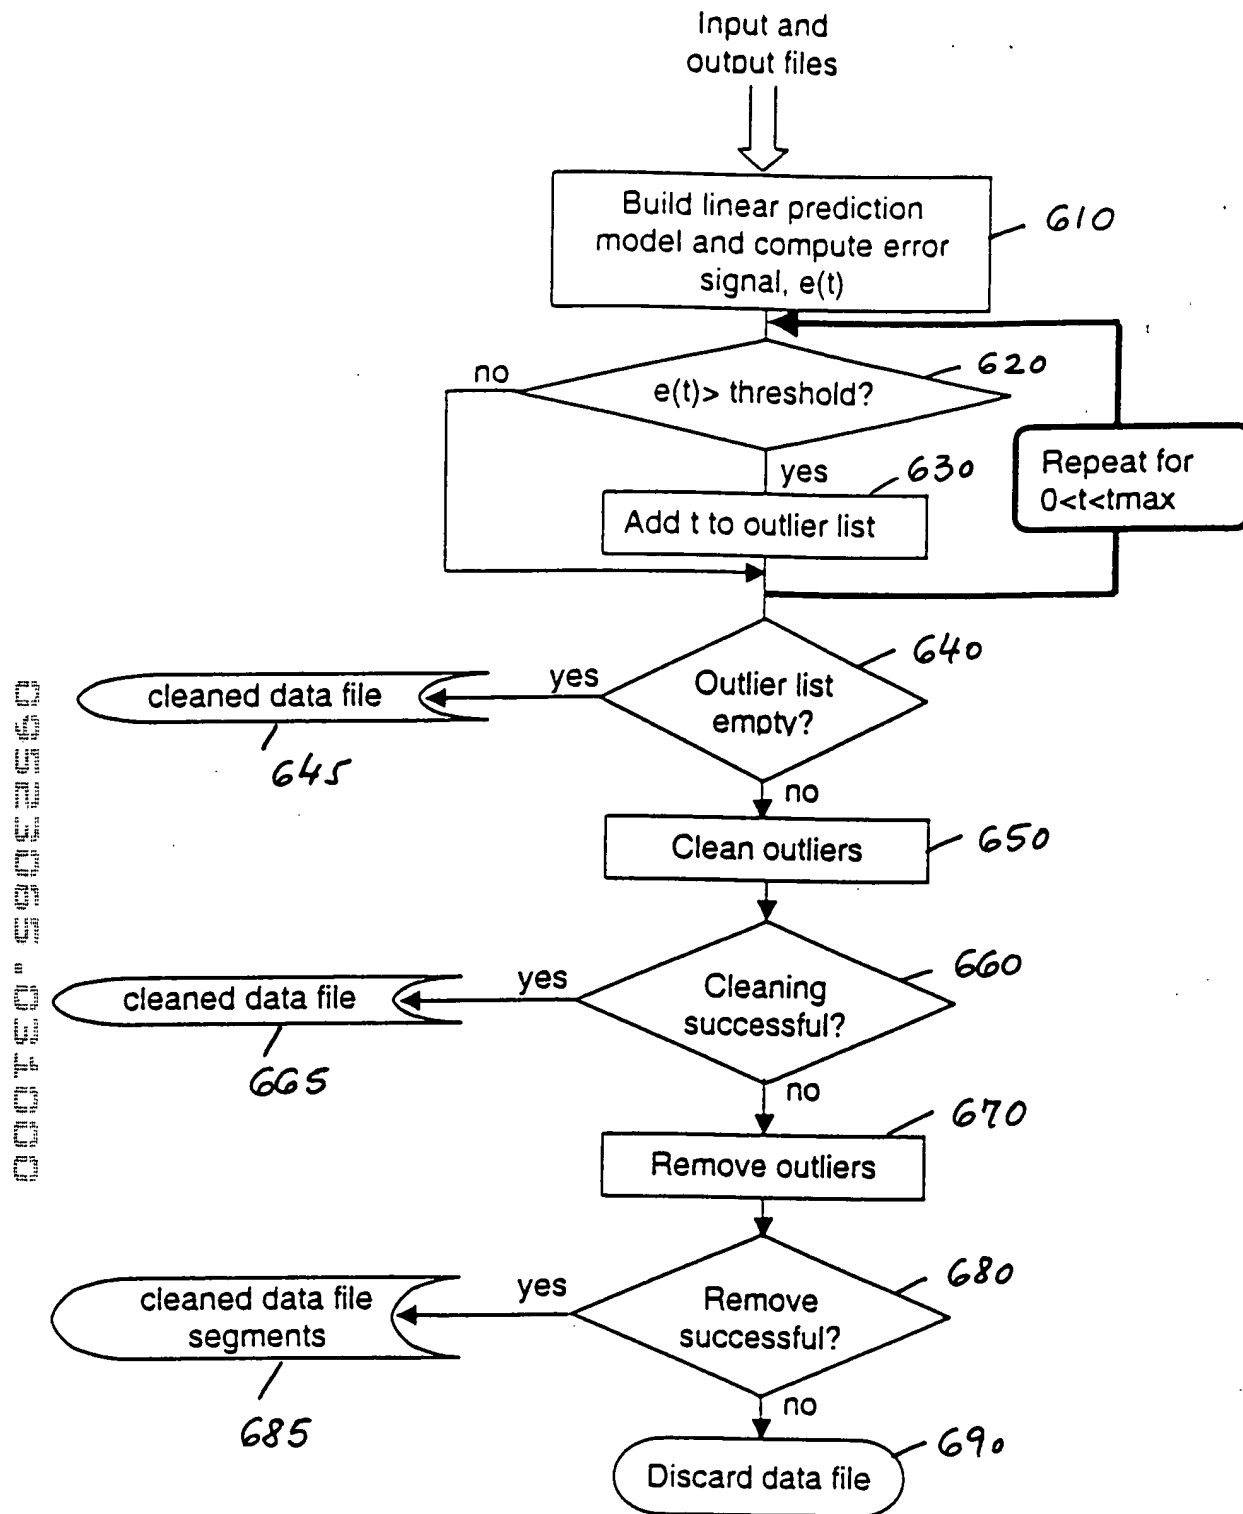 Input and
output files
Build linear prediction
model and compute error
signal, e(t)
610
e(t)> threshold?
620
no
yes
630
Add t to outlier list
Repeat for
0<t<tmax
640
Outlier list
empty?
yes
cleaned data file
645
no
Clean outliers
650
660
Cleaning
successful?
yes
cleaned data file
665
no
670
Remove outliers
680
Remove
successful?
yes
cleaned data file
segments
685
no
690
Discard data file
09523065.031000